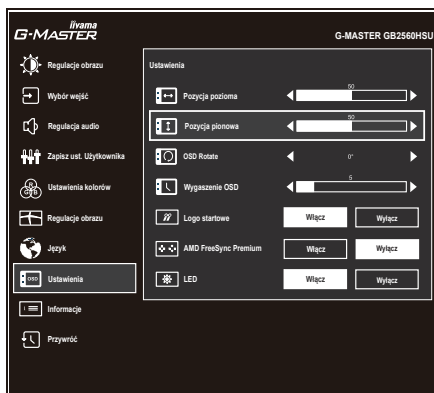 iiyama
G-MASTER
G-MASTER GB2560HSU
Regulacje obrazu
Wybór wejść
Regulacja audio
Zapisz ust. Użytkownika
R
G B
Ustawienia kolorów
Regulacje obrazu
Język
OSD
Ustawienia
i
Informacje
Przywróć
Ustawienia
Pozycja pozioma
50
Pozycja pionowa
50
OSD Rotate
0°
Wygaszenie OSD
5
Logo startowe
Włącz
Wyłącz
AMD FreeSync Premium
Włącz
Wyłącz
LED
Włącz
Wyłącz